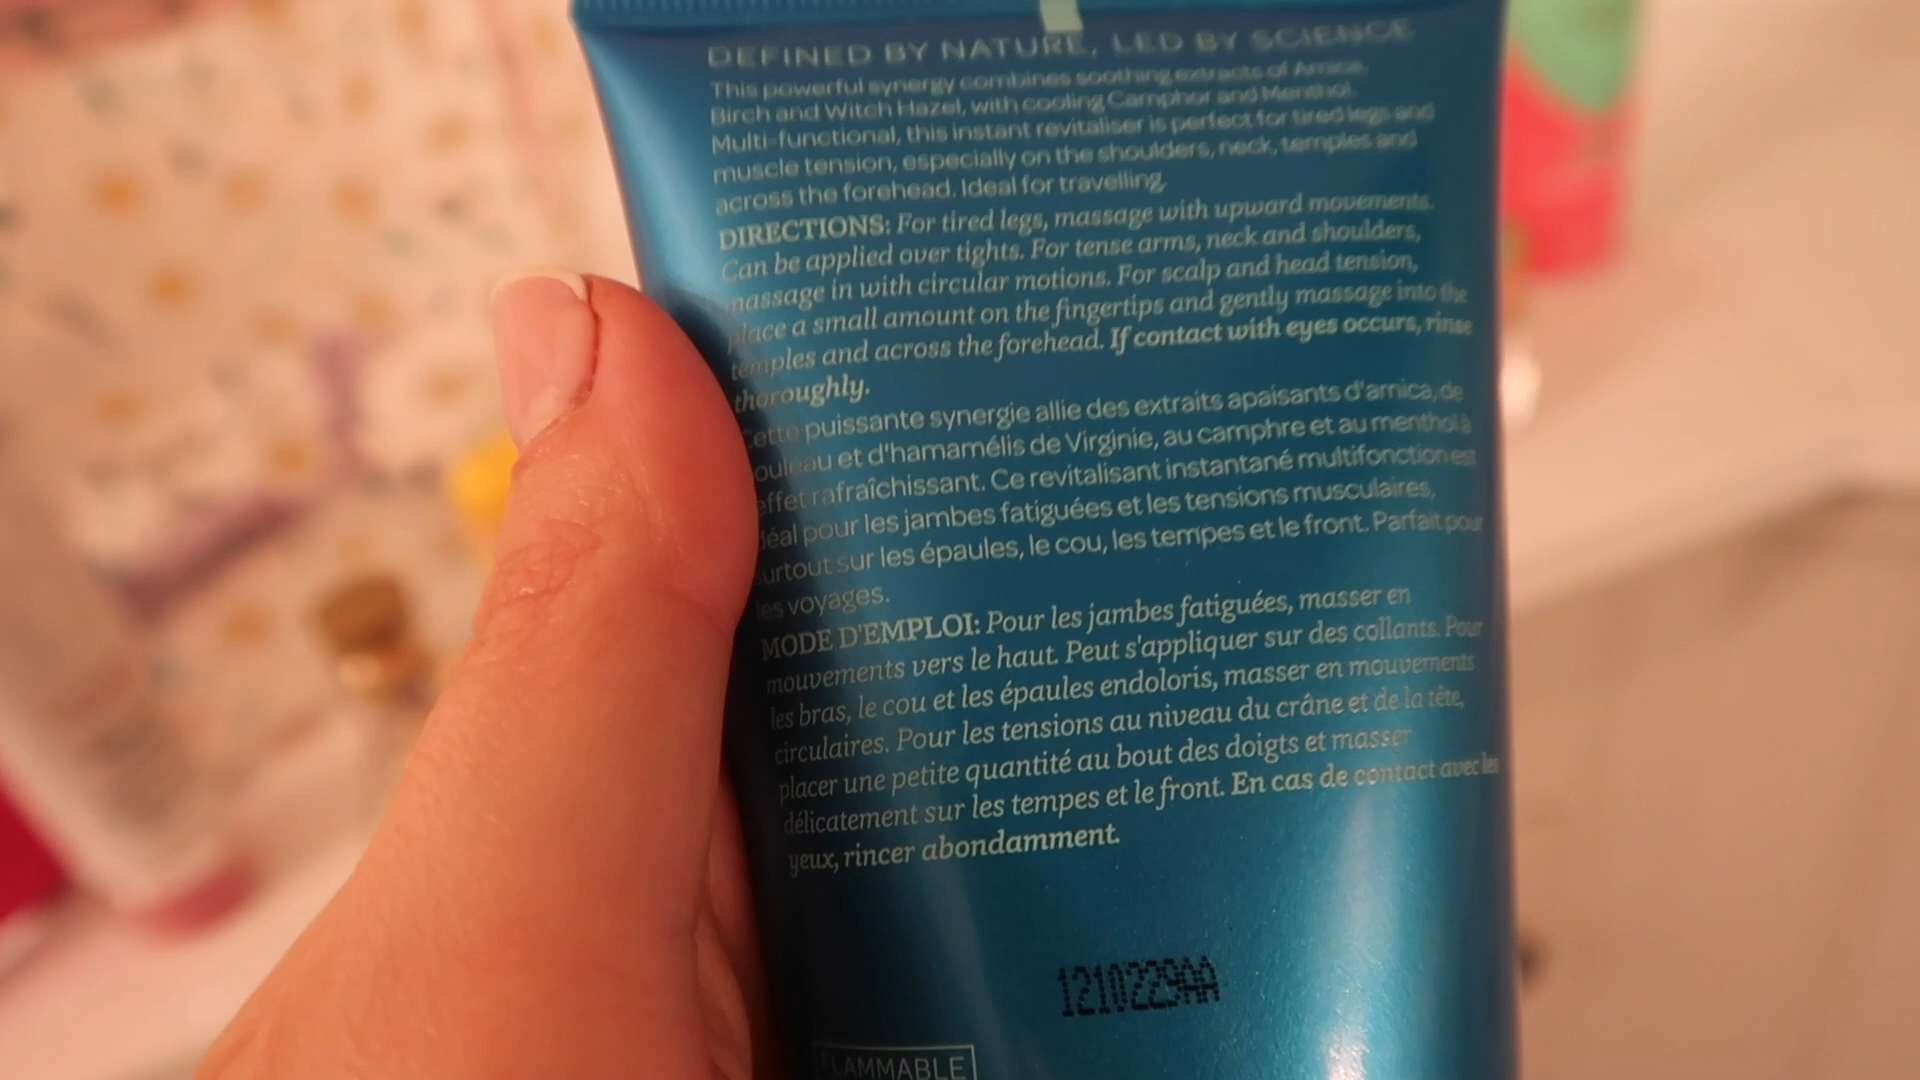 DEFINED BY NATURE, LED BY SCIENCE
This powerful synergy combines soothing extracts of Arnica,
Birch and Witch Hazel, with cooling Camphor and Menthol.
Multi-functional, this instant revitaliser is perfect for tired legs and
muscle tension, especially on the shoulders, neck, temples and
across the forehead. Ideal for travelling.
DIRECTIONS: For tired legs, massage with upward movements.
Can be applied over tights. For tense arms, neck and shoulders,
massage in with circular motions. For scalp and head tension,
place a small amount on the fingertips and gently massage into the
temples and across the forehead. If contact with eyes occurs, rinse
thoroughly.
Cette puissante synergie allie des extraits apaisants d'arnica, de
ouleau et d'hamamélis de Virginie, au camphre et au menthol à
effet rafraîchissant. Ce revitalisant instantané multifonction est
idéal pour les jambes fatiguées et les tensions musculaires,
surtout sur les épaules, le cou, les tempes et le front. Parfait pour
les voyages.
MODE D'EMPLOI: Pour les jambes fatiguées, masser en
mouvements vers le haut. Peut s'appliquer sur des collants. Pour
les bras, le cou et les épaules endoloris, masser en mouvements
circulaires. Pour les tensions au niveau du crâne et de la tête,
placer une petite quantité au bout des doigts et masser
délicatement sur les tempes et le front. En cas de contact avec les
yeux, rincer abondamment.
1210229AA
FLAMMABLE